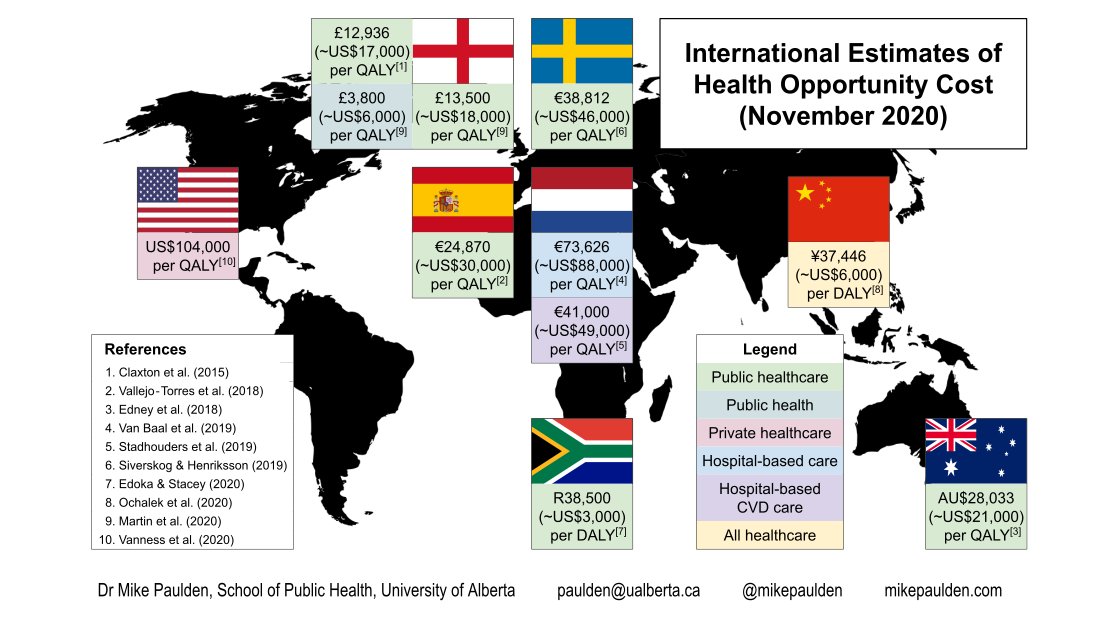 International Estimates of
Health Opportunity Cost
(November 2020)
£12,936
(~US$17,000)
per QALY[1]
£3,800
(~US$6,000)
per QALY[9]
£13,500
(~US$18,000)
per QALY[9]
€38,812
(~US$46,000)
per QALY[6]
US$104,000
per QALY[10]
€24,870
(~US$30,000)
per QALY[2]
€73,626
(~US$88,000)
per QALY[4]
€41,000
(~US$49,000)
per QALY[5]
¥37,446
(~US$6,000)
per DALY[8]
R38,500
(~US$3,000)
per DALY[7]
AU$28,033
(~US$21,000)
per QALY[3]
References
1. Claxton et al. (2015)
2. Vallejo-Torres et al. (2018)
3. Edney et al. (2018)
4. Van Baal et al. (2019)
5. Stadhouders et al. (2019)
6. Siverskog & Henriksson (2019)
7. Edoka & Stacey (2020)
8. Ochalek et al. (2020)
9. Martin et al. (2020)
10. Vanness et al. (2020)
Legend
Public healthcare
Public health
Private healthcare
Hospital-based care
Hospital-based
CVD care
All healthcare
Dr Mike Paulden, School of Public Health, University of Alberta paulden@ualberta.ca @mikepaulden mikepaulden.com